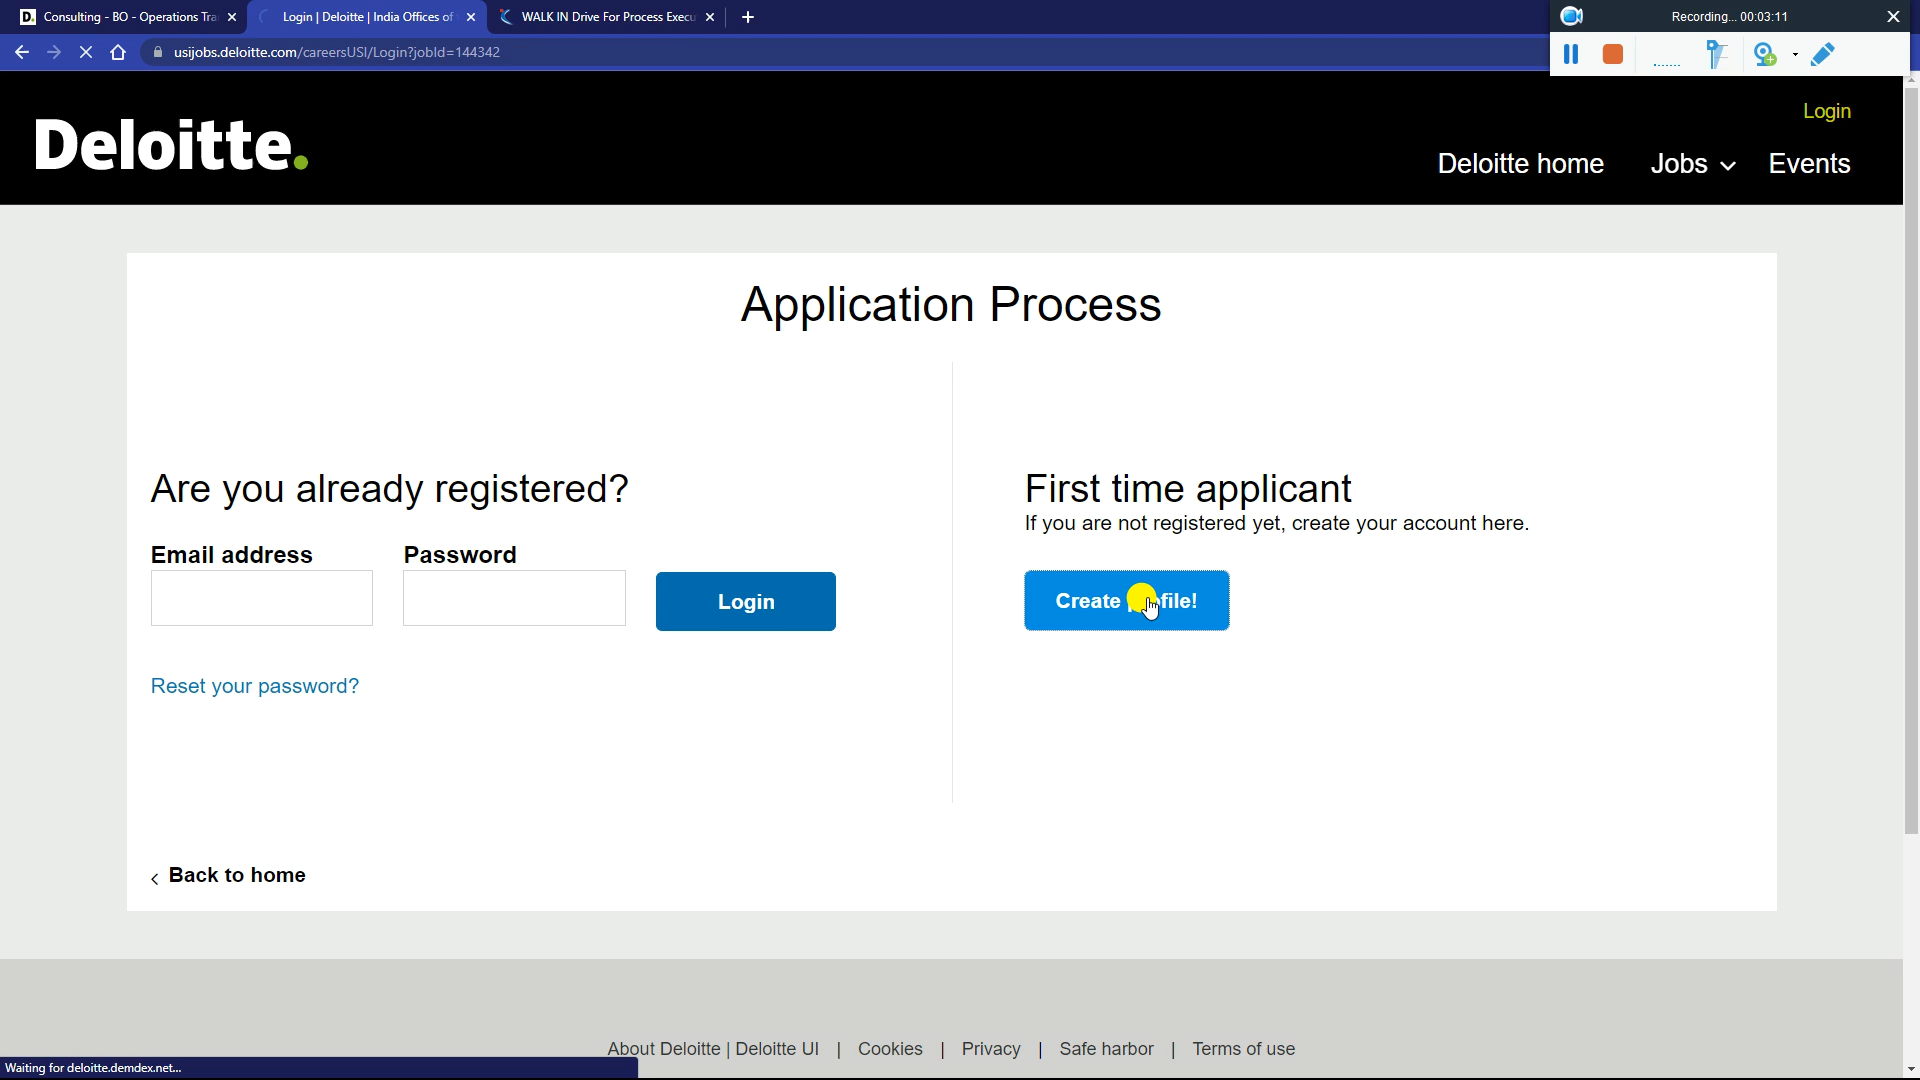 Consulting - BO - Operations Tra
Login | Deloitte | India Offices of
WALK IN Drive For Process Execu
Recording... 00:03:11
usijobs.deloitte.com/careersUSI/Login?jobId=144342
Login
Deloitte.
Deloitte home
Jobs
Events
Application Process
Are you already registered?
Email address
Password
Login
Reset your password?
First time applicant
If you are not registered yet, create your account here.
Create file!
Back to home
About Deloitte | Deloitte UI | Cookies | Privacy | Safe harbor | Terms of use
Waiting for deloitte.demdex.net...